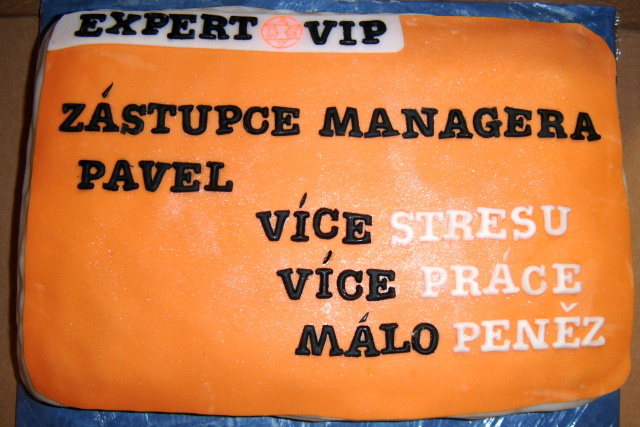 EXPERT VIP
ZÁSTUPCE MANAGERA
PAVEL
VÍCE STRESU
VÍCE PRÁCE
MÁLO PENĚZ